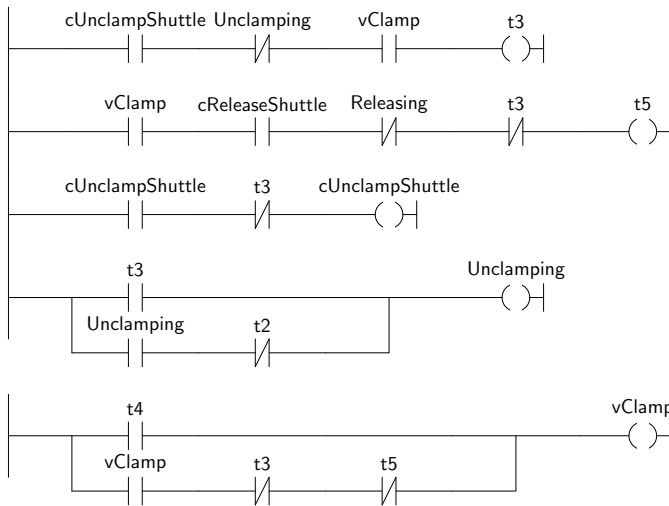 cUnclampShuttle Unclamping vClamp t3
vClamp cReleaseShuttle Releasing t3 t5
cUnclampShuttle t3 cUnclampShuttle
t3 Unclamping
Unclamping t2
t4 vClamp
vClamp t3 t5